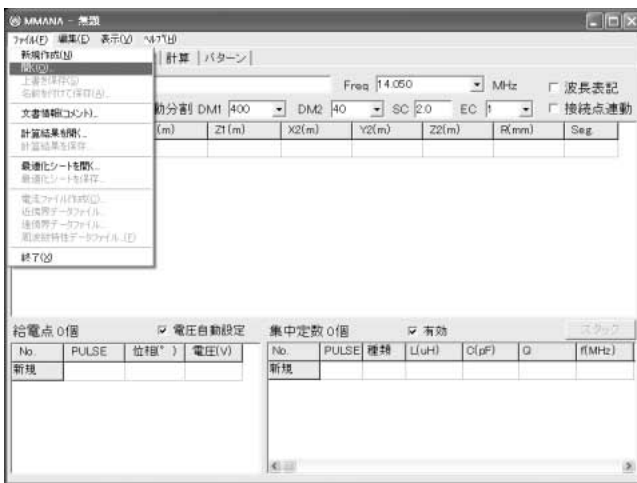 MMANA - 無題
ファイル(F) 編集(E) 表示(V) ヘルプ(H)
新規作成(N)
開く(O)...
上書き保存(S)
名前を付けて保存(A)...
文書情報(コメント)...
計算結果を開く...
計算結果を保存...
最適化シートを開く...
最適化シートを保存...
電流ファイル作成(C)...
近傍界データファイル...
遠傍界データファイル...
周波数特性データファイル...(F)
終了(X)
計算 パターン
Freq 14.050 MHz 波長表記
動分割 DM1 400 DM2 40 SC 2.0 EC 1 接続点連動
(m) Z1(m) X2(m) Y2(m) Z2(m) R(mm) Seg.
給電点 0個 電圧自動設定 集中定数 0個 有効 スタック
No. PULSE 位相(°) 電圧(V) No. PULSE 種類 L(uH) C(pF) Q f(MHz)
新規 新規